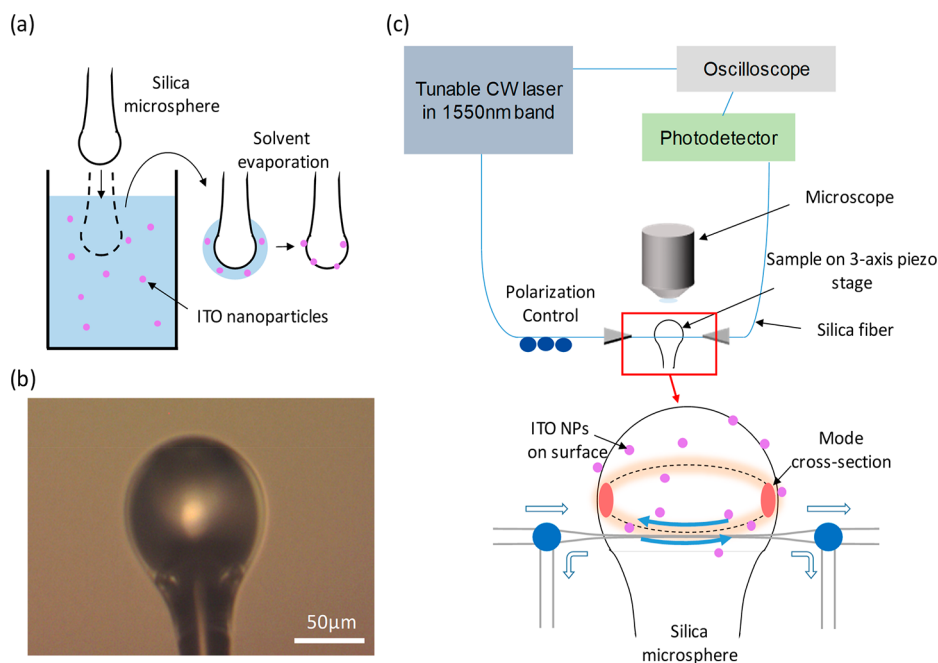 (a)
Silica
microsphere
Solvent
evaporation
ITO nanoparticles
(b)
50μm
(c)
Tunable CW laser
in 1550nm band
Oscilloscope
Photodetector
Microscope
Sample on 3-axis piezo
stage
Polarization
Control
Silica fiber
ITO NPs
on surface
Mode
cross-section
Silica
microsphere